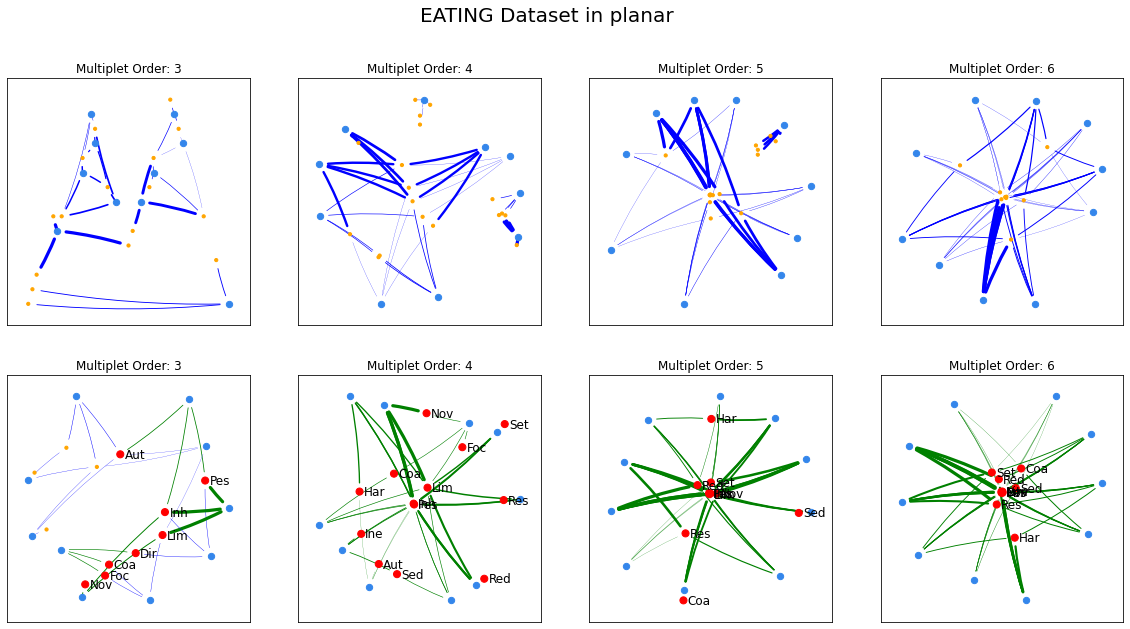 EATING Dataset in planar
Multiplet Order: 3
Multiplet Order: 4
Multiplet Order: 5
Multiplet Order: 6
Multiplet Order: 3
Aut
Pes
Inh
Lim
Dir
Coa
Foc
Nov
Multiplet Order: 4
Nov
Set
Foc
Coa
Lim
Har
Res
Ine
Aut
Sed
Red
Multiplet Order: 5
Har
Set
Sed
Res
Coa
Multiplet Order: 6
Set
Coa
Red
Sed
Res
Har